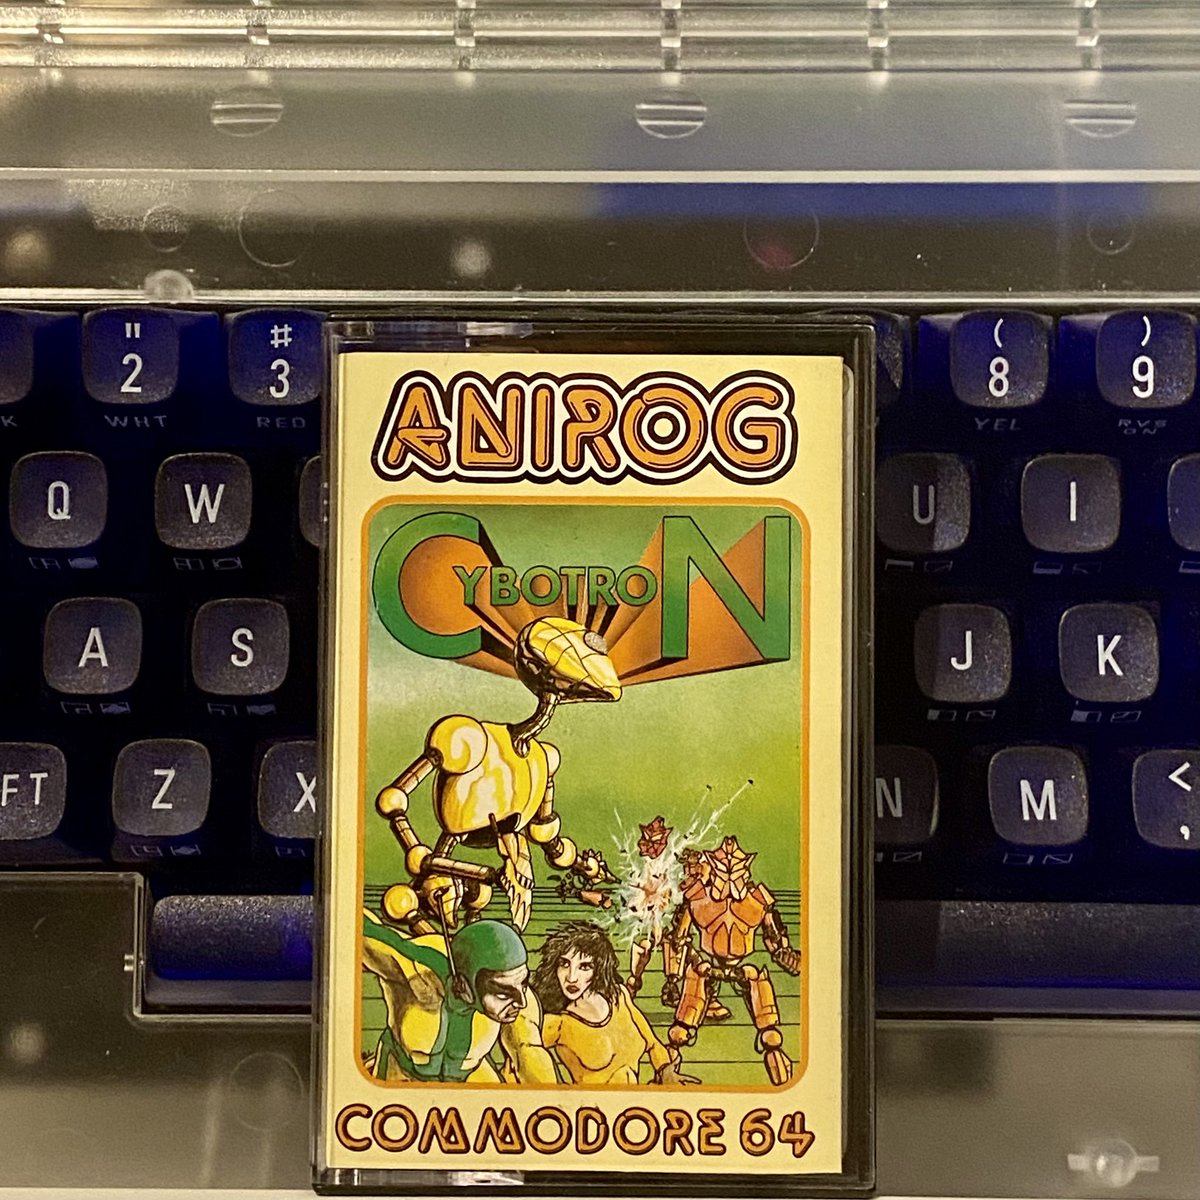 " # ( )
2 3 8 9
WHT RED YEL RVS ON
ANIROG
Q W U I
CYBOTRON
A S J K
FT Z X N M < ,
COMMODORE 64